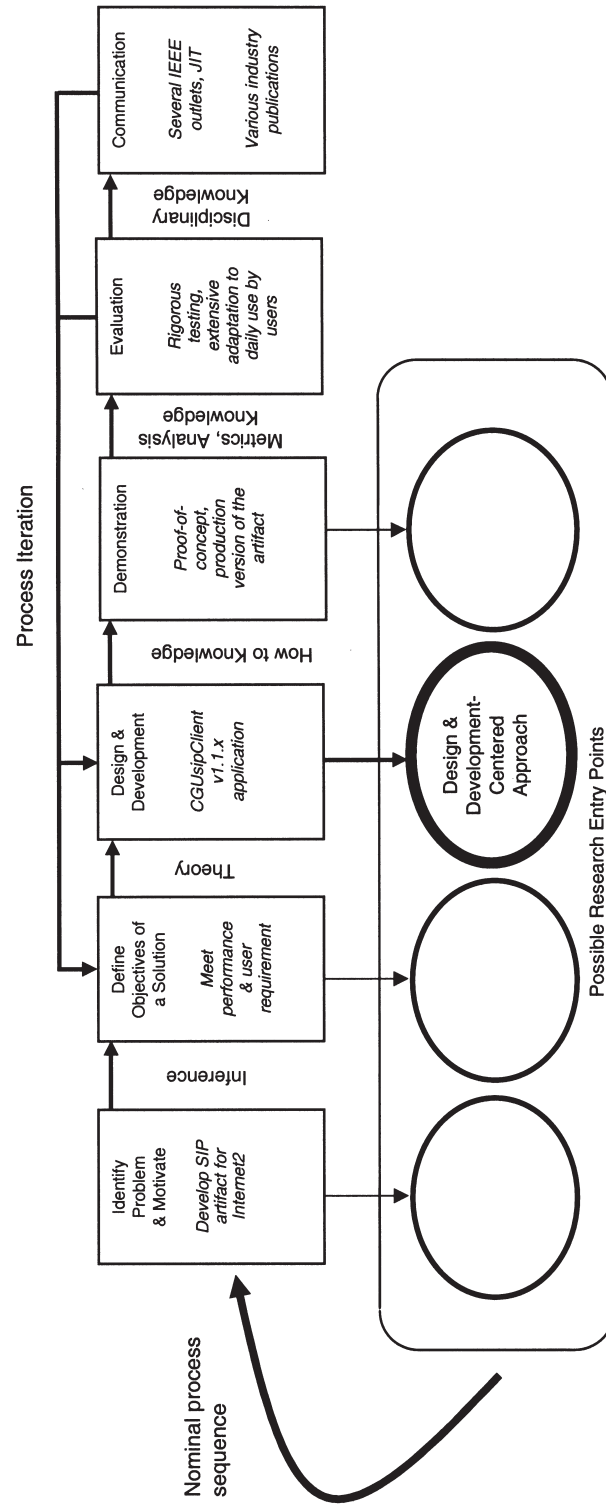 Process Iteration
Identify
Problem
& Motivate
Develop SIP
artifact for
Internet2
Inference
Define
Objectives of
a Solution
Meet
performance
& user
requirement
Theory
Design &
Development
CGUsipClient
v1.1.x
application
How to Knowledge
Demonstration
Proof-of-
concept,
production
version of the
artifact
Metrics, Analysis
Knowledge
Evaluation
Rigorous
testing,
extensive
adaptation to
daily use by
users
Disciplinary
Knowledge
Communication
Several IEEE
outlets, JIT
Various industry
publications
Nominal process
sequence
Design &
Development-
Centered
Approach
Possible Research Entry Points